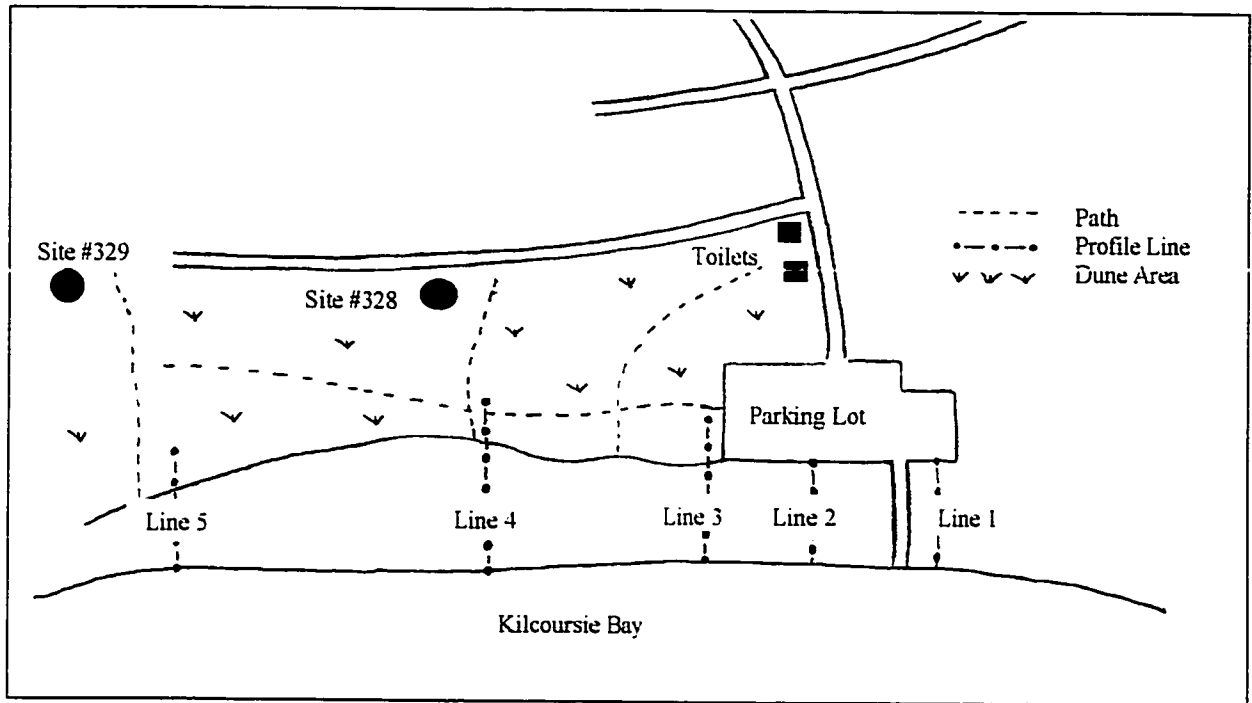 Site #329
Site #328
Toilets
Path
Profile Line
Dune Area
Parking Lot
Line 5
Line 4
Line 3
Line 2
Line 1
Kilcoursie Bay